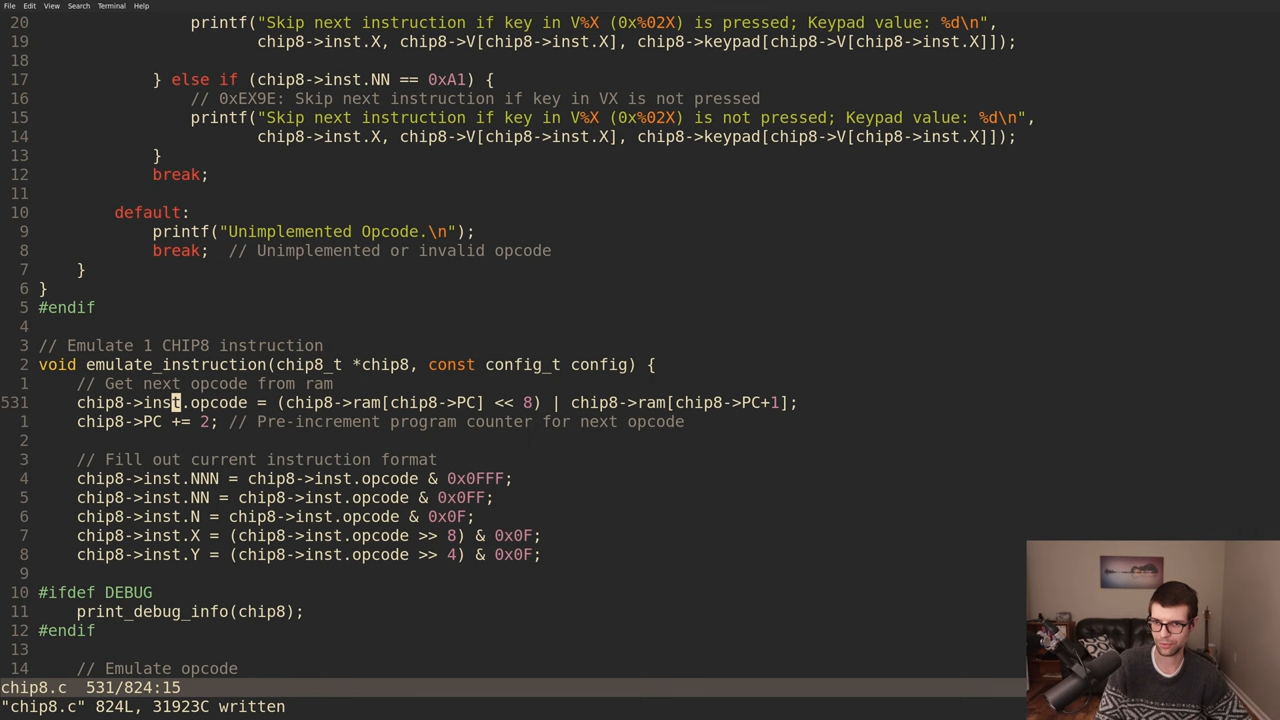 File Edit View Search Terminal Help
20 printf("Skip next instruction if key in V%X (0x%02X) is pressed; Keypad value: %d\n",
19 chip8->inst.X, chip8->V[chip8->inst.X], chip8->keypad[chip8->V[chip8->inst.X]]);
18
17 } else if (chip8->inst.NN == 0xA1) {
16 // 0xEX9E: Skip next instruction if key in VX is not pressed
15 printf("Skip next instruction if key in V%X (0x%02X) is not pressed; Keypad value: %d\n",
14 chip8->inst.X, chip8->V[chip8->inst.X], chip8->keypad[chip8->V[chip8->inst.X]]);
13 }
12 break;
11
10 default:
9 printf("Unimplemented Opcode.\n");
8 break; // Unimplemented or invalid opcode
7 }
6 }
5 #endif
4
3 // Emulate 1 CHIP8 instruction
2 void emulate_instruction(chip8_t *chip8, const config_t config) {
1 // Get next opcode from ram
531 chip8->inst.opcode = (chip8->ram[chip8->PC] << 8) | chip8->ram[chip8->PC+1];
1 chip8->PC += 2; // Pre-increment program counter for next opcode
2
3 // Fill out current instruction format
4 chip8->inst.NNN = chip8->inst.opcode & 0x0FFF;
5 chip8->inst.NN = chip8->inst.opcode & 0x0FF;
6 chip8->inst.N = chip8->inst.opcode & 0x0F;
7 chip8->inst.X = (chip8->inst.opcode >> 8) & 0x0F;
8 chip8->inst.Y = (chip8->inst.opcode >> 4) & 0x0F;
9
10 #ifdef DEBUG
11 print_debug_info(chip8);
12 #endif
13
14 // Emulate opcode
chip8.c 531/824:15
"chip8.c" 824L, 31923C written